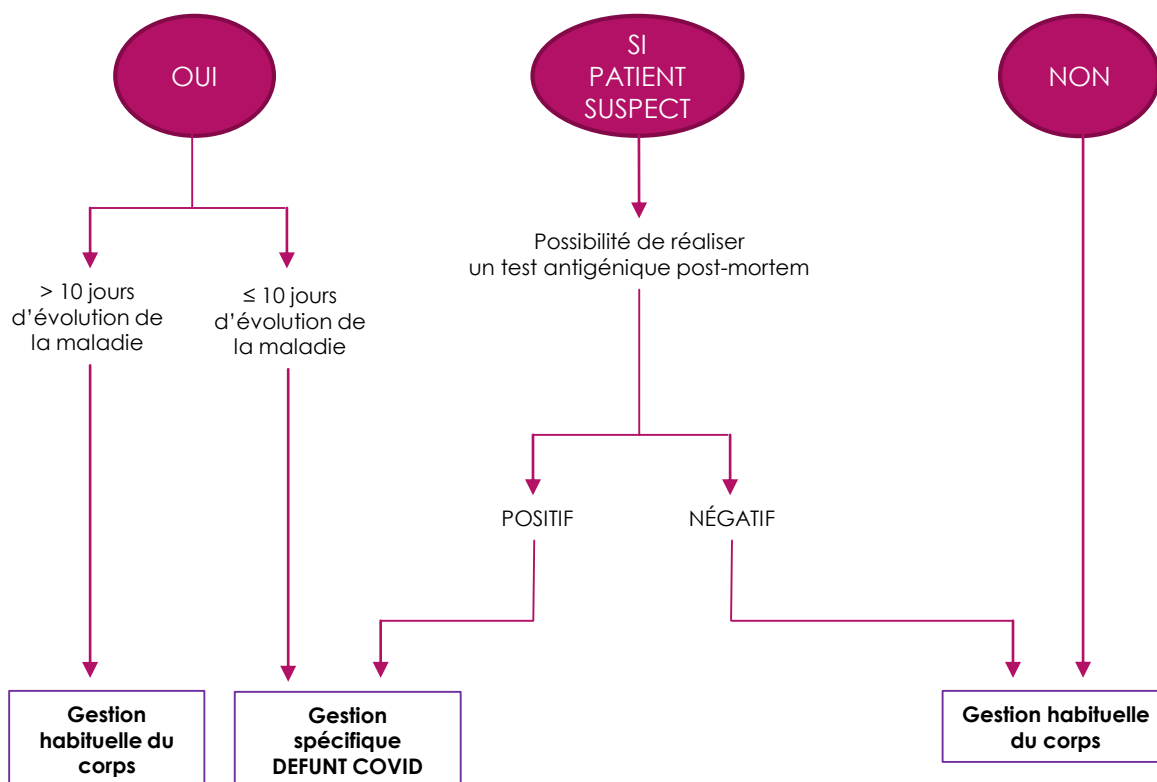 OUI
SI
PATIENT
SUSPECT
NON
Possibilité de réaliser
un test antigénique post-mortem
> 10 jours
d’évolution de
la maladie
≤ 10 jours
d’évolution de
la maladie
POSITIF
NÉGATIF
Gestion
habituelle du
corps
Gestion
spécifique
DEFUNT COVID
Gestion habituelle
du corps